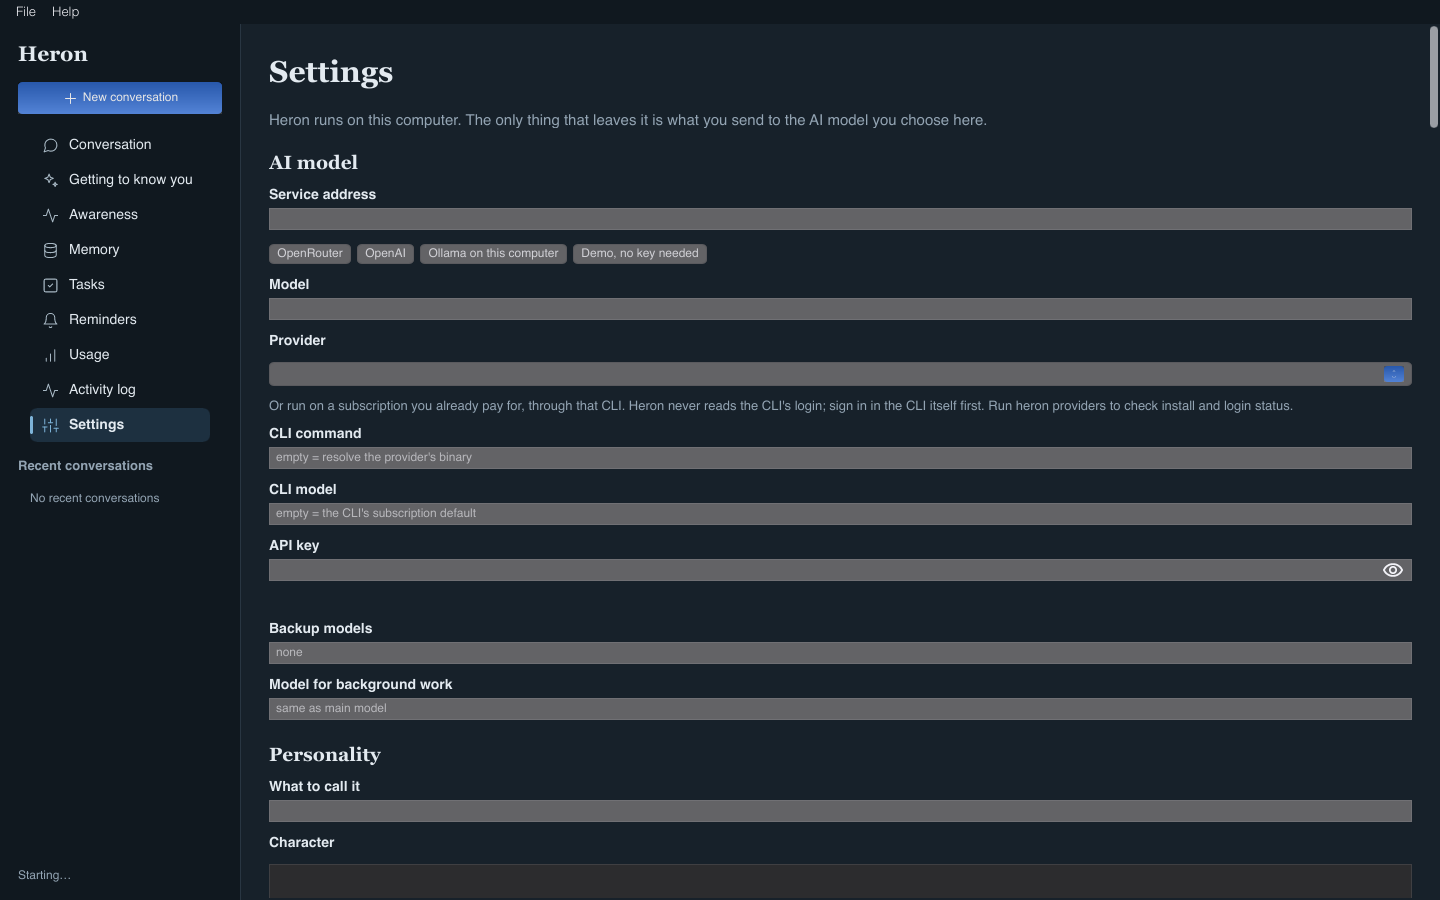 File Help
Heron
New conversation
Conversation
Getting to know you
Awareness
Memory
Tasks
Reminders
Usage
Activity log
Settings
Recent conversations
No recent conversations
Starting…
Settings
Heron runs on this computer. The only thing that leaves it is what you send to the AI model you choose here.
AI model
Service address
OpenRouter OpenAI Ollama on this computer Demo, no key needed
Model
Provider
Or run on a subscription you already pay for, through that CLI. Heron never reads the CLI's login; sign in in the CLI itself first. Run heron providers to check install and login status.
CLI command
empty = resolve the provider's binary
CLI model
empty = the CLI's subscription default
API key
Backup models
none
Model for background work
same as main model
Personality
What to call it
Character